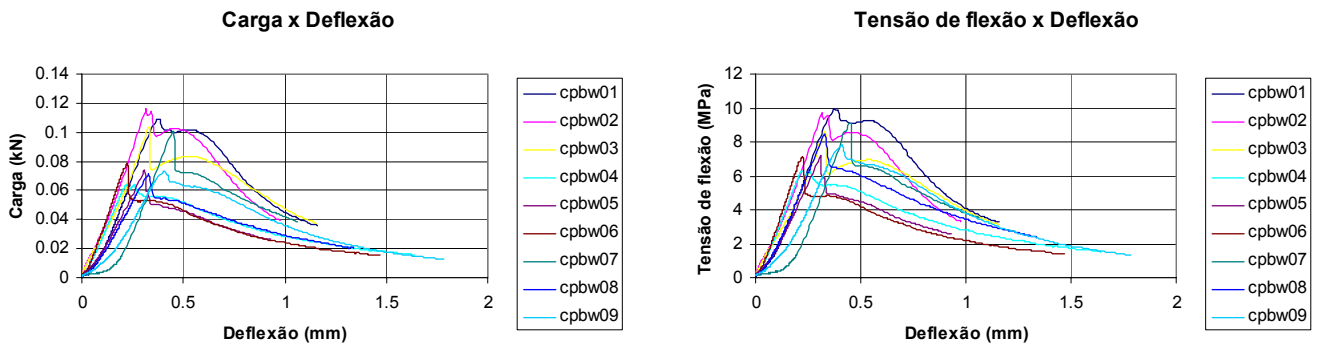 Carga x Deflexão
0.14
0.12
0.1
0.08
0.06
0.04
0.02
0
Carga (kN)
0
0.5
1
1.5
2
Deflexão (mm)
cpbw01
cpbw02
cpbw03
cpbw04
cpbw05
cpbw06
cpbw07
cpbw08
cpbw09
Tensão de flexão x Deflexão
12
10
8
6
4
2
0
Tensão de flexão (MPa)
0
0.5
1
1.5
2
Deflexão (mm)
cpbw01
cpbw02
cpbw03
cpbw04
cpbw05
cpbw06
cpbw07
cpbw08
cpbw09